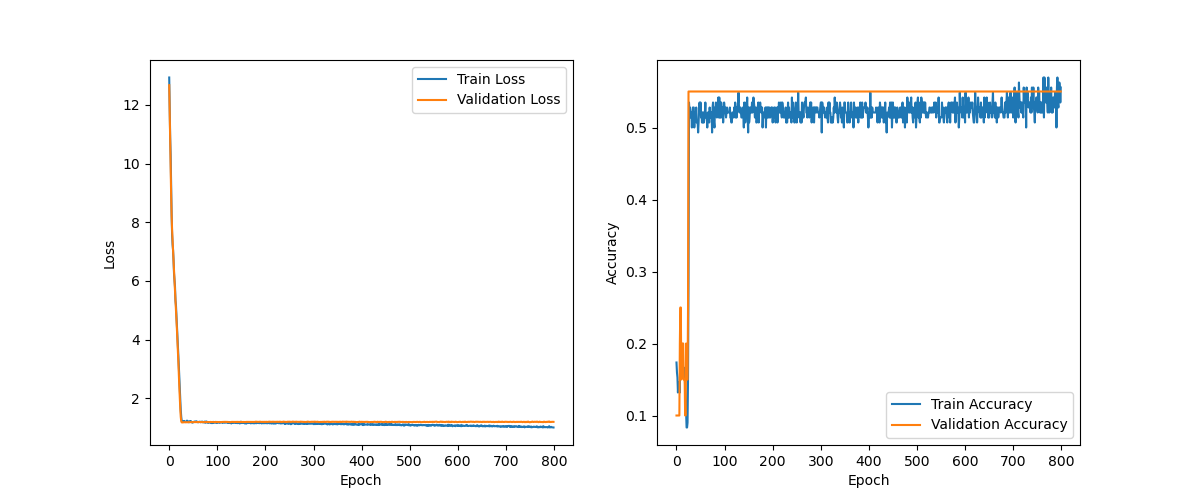 Train Loss
Validation Loss
12
10
8
6
4
2
Loss
0 100 200 300 400 500 600 700 800
Epoch
0.5
0.4
0.3
0.2
0.1
Accuracy
Train Accuracy
Validation Accuracy
0 100 200 300 400 500 600 700 800
Epoch